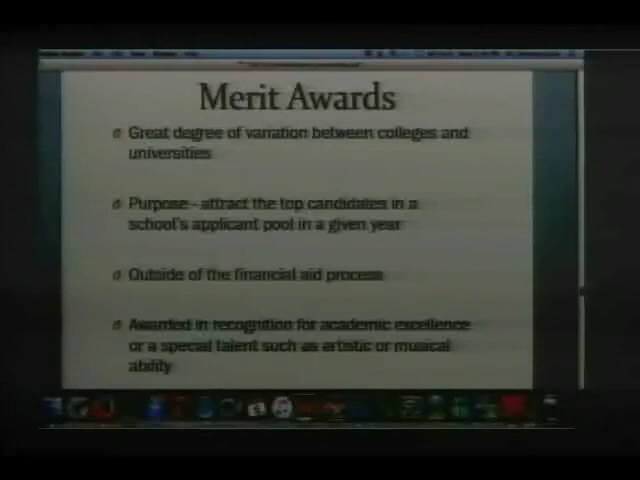 Merit Awards
Great degree of variation between colleges and
universities
Purpose - attract the top candidates in a
school's applicant pool in a given year
Outside of the financial aid process
Awarded in recognition for academic excellence
or a special talent such as artistic or musical
ability